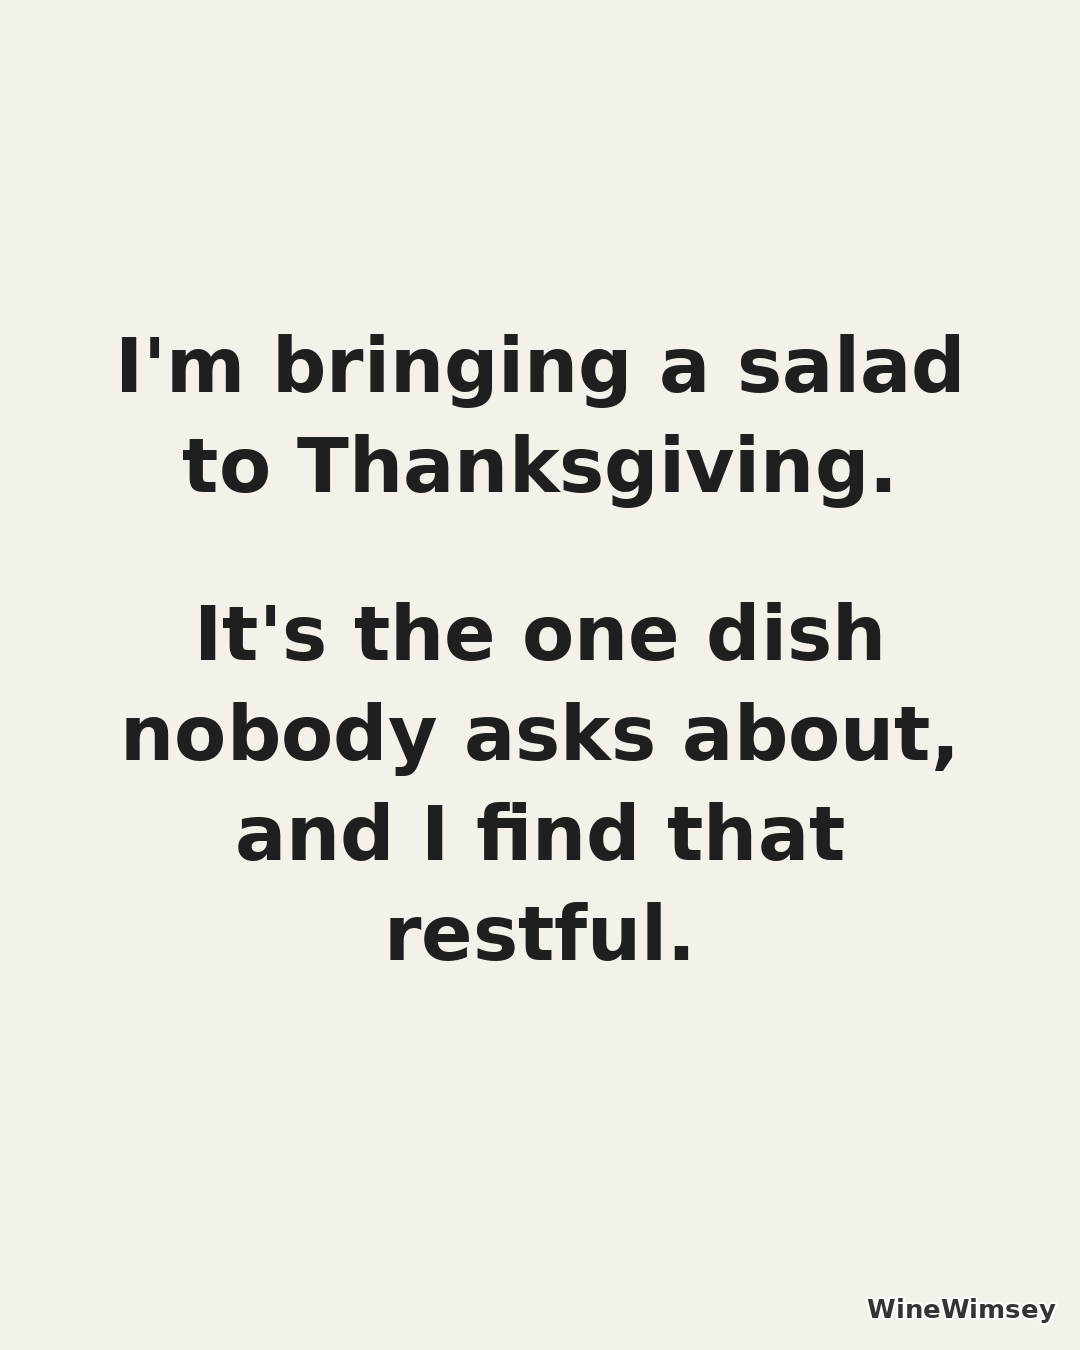 I'm bringing a salad
to Thanksgiving.
It's the one dish
nobody asks about,
and I find that
restful.
WineWimsey